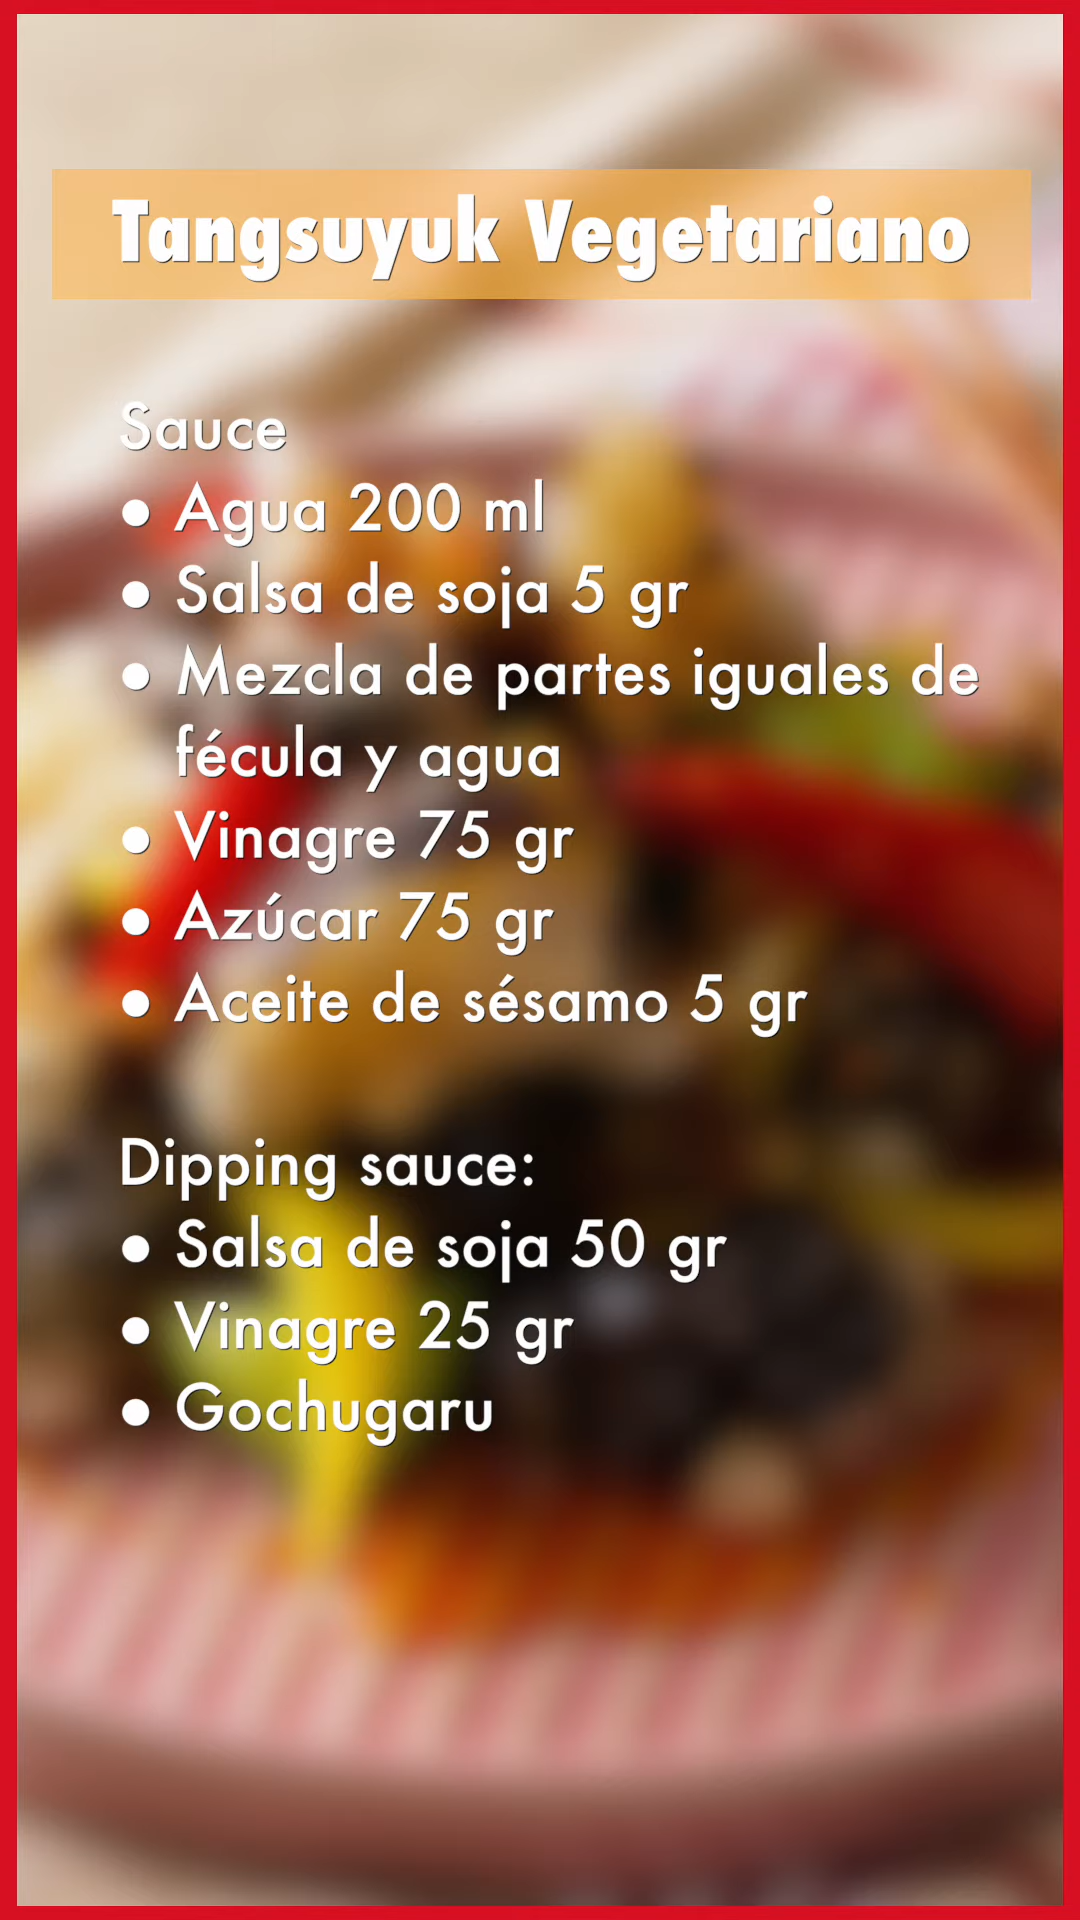 Tangsuyuk Vegetariano
Sauce
● Agua 200 ml
● Salsa de soja 5 gr
● Mezcla de partes iguales de
fécula y agua
● Vinagre 75 gr
● Azúcar 75 gr
● Aceite de sésamo 5 gr
Dipping sauce:
● Salsa de soja 50 gr
● Vinagre 25 gr
● Gochugaru